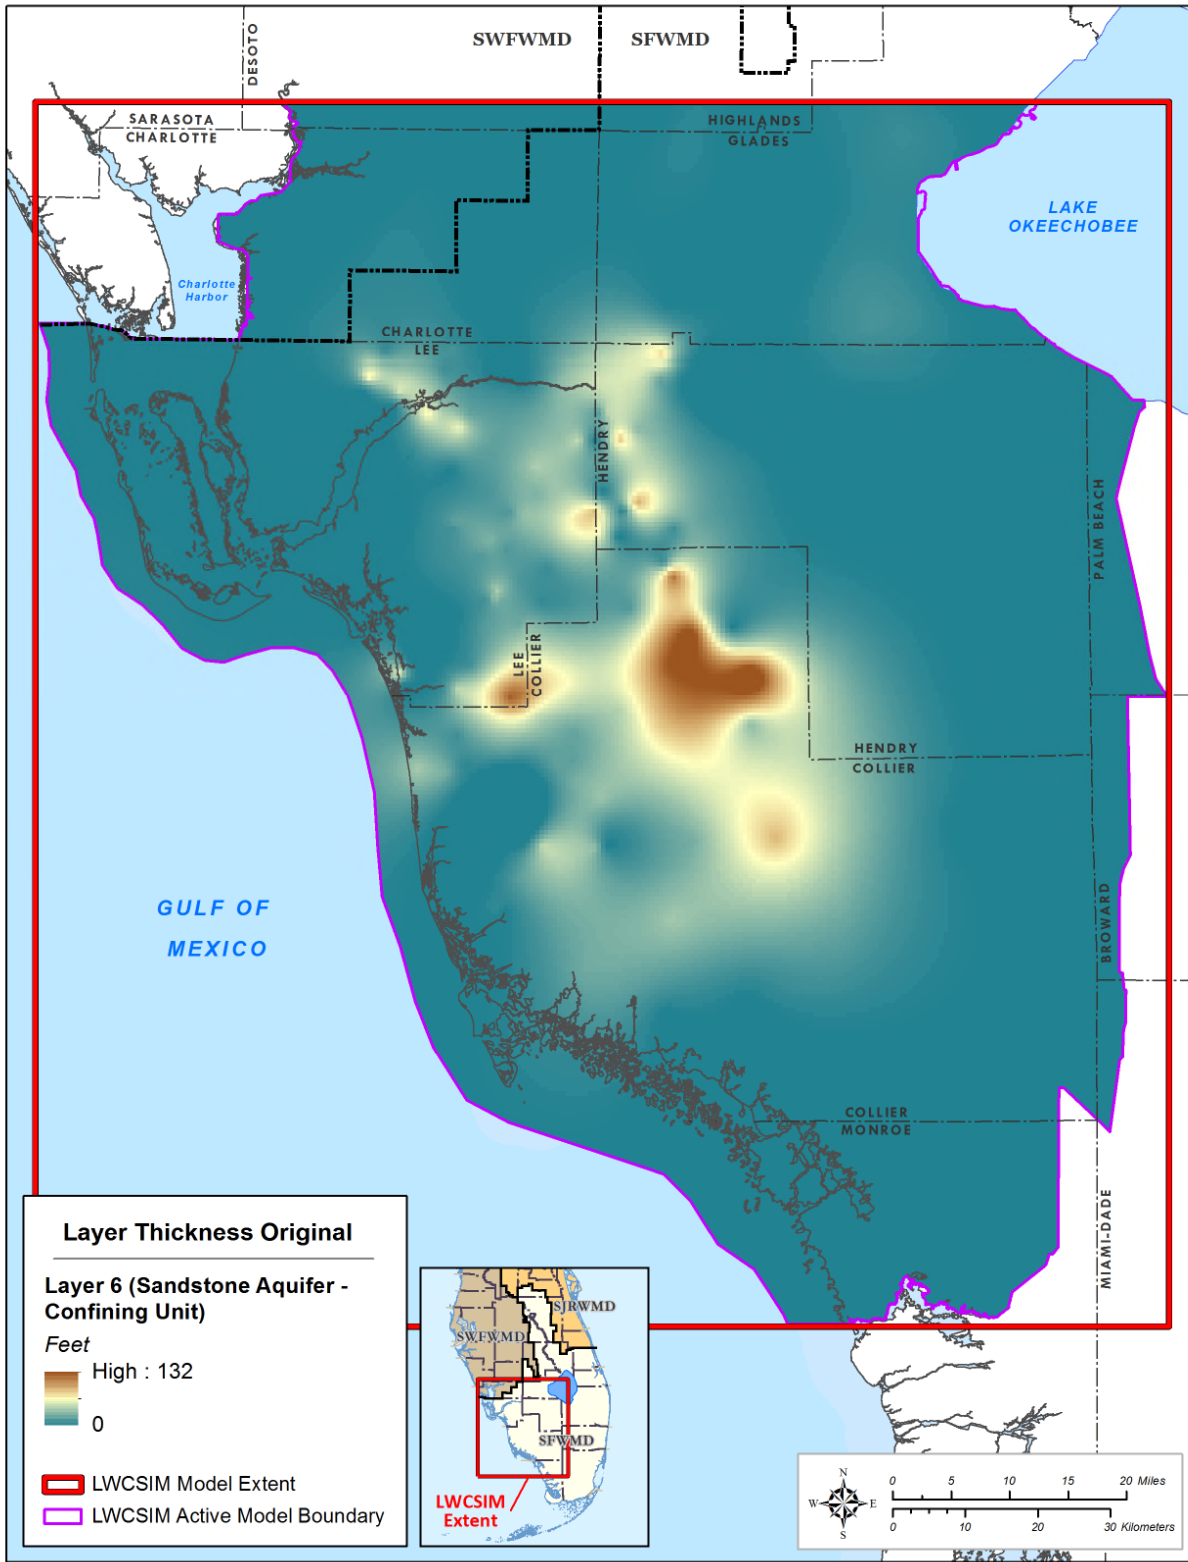 DESOTO
SWFWMD
SFWMD
SARASOTA
CHARLOTTE
HIGHLANDS
GLADES
LAKE
OKEECHOBEE
Charlotte
Harbor
CHARLOTTE
LEE
HENDRY
PALM BEACH
LEE
COLLIER
HENDRY
COLLIER
GULF OF
MEXICO
BROWARD
COLLIER
MONROE
MIAMI-DADE
Layer Thickness Original
Layer 6 (Sandstone Aquifer -
Confining Unit)
Feet
High : 132
0
LWCSIM Model Extent
LWCSIM Active Model Boundary
SJRWMD
SWFWMD
SFWMD
LWCSIM
Extent
N
W
E
S
0 5 10 15 20 Miles
0 10 20 30 Kilometers